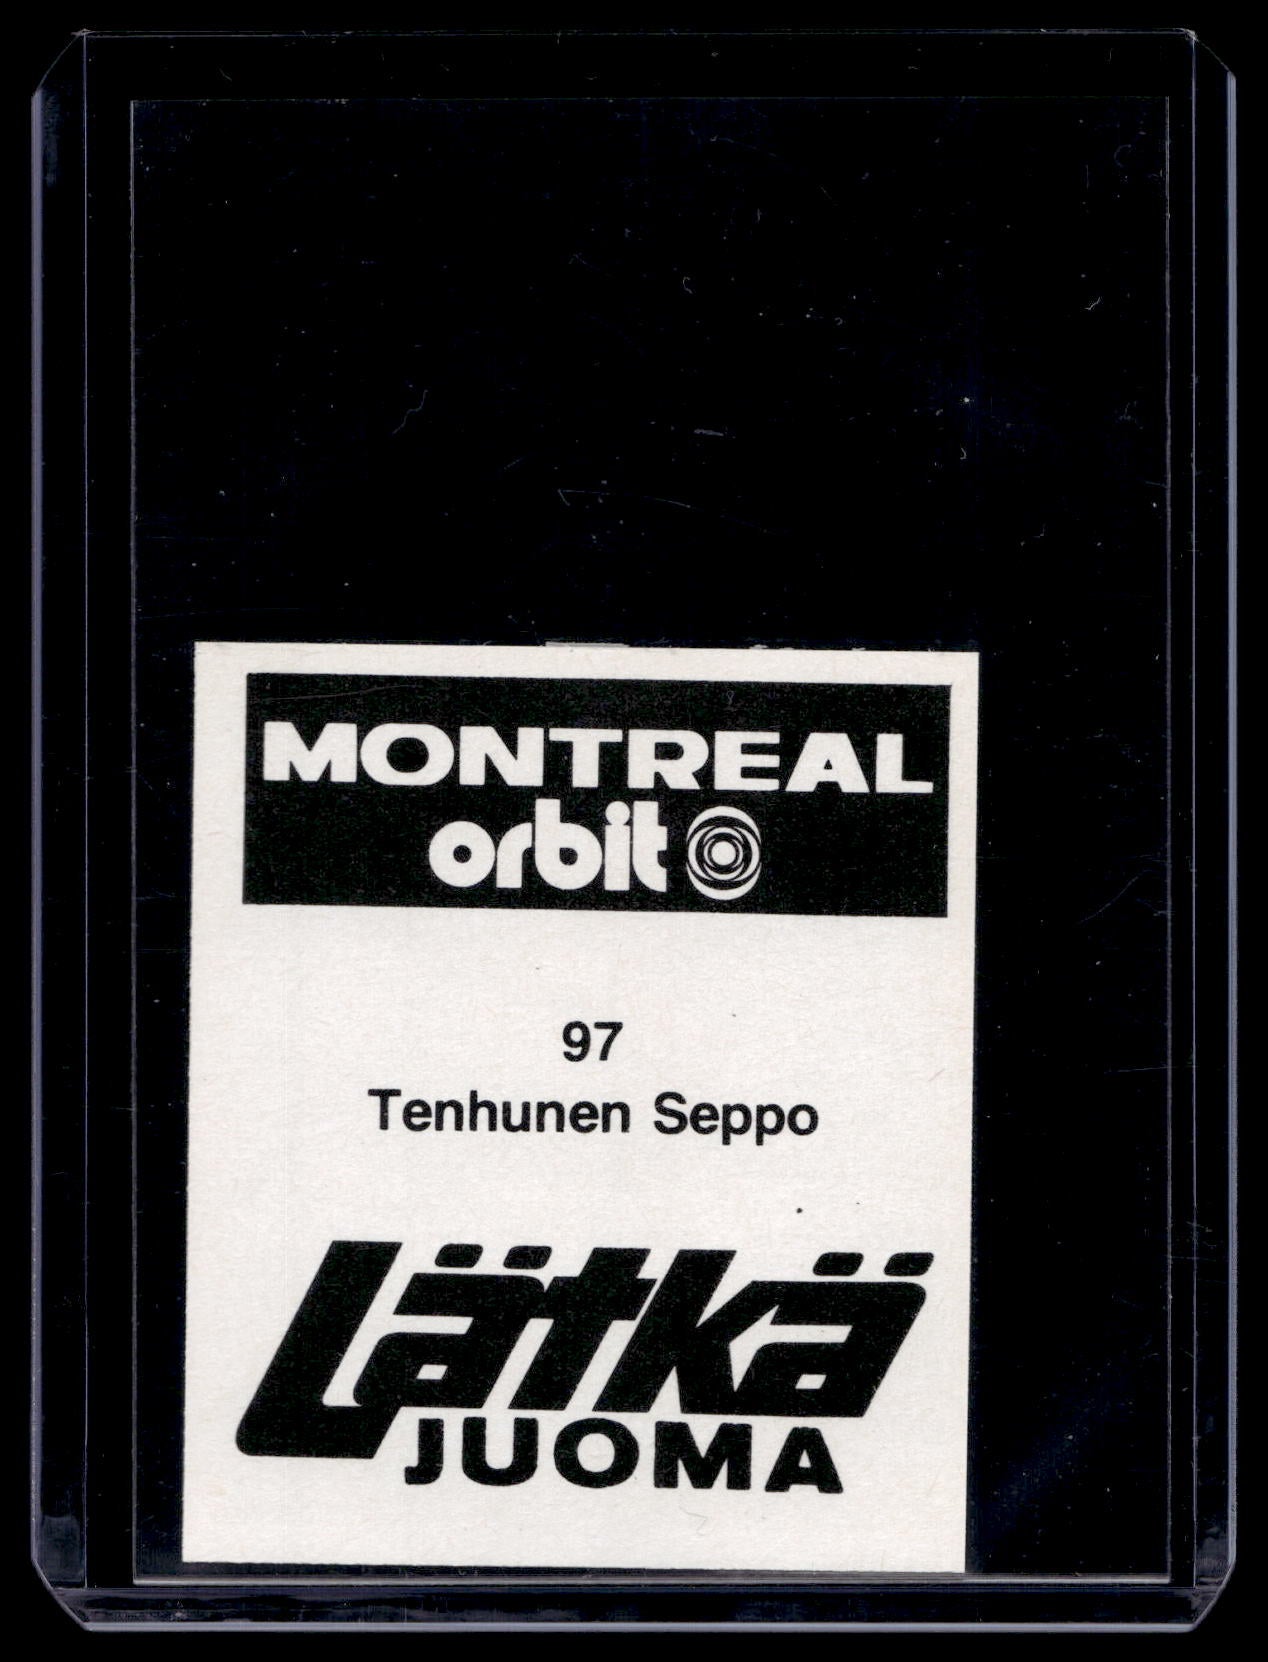 MONTREAL
orbit
97
Tenhunen Seppo
Lätkä
JUOMA